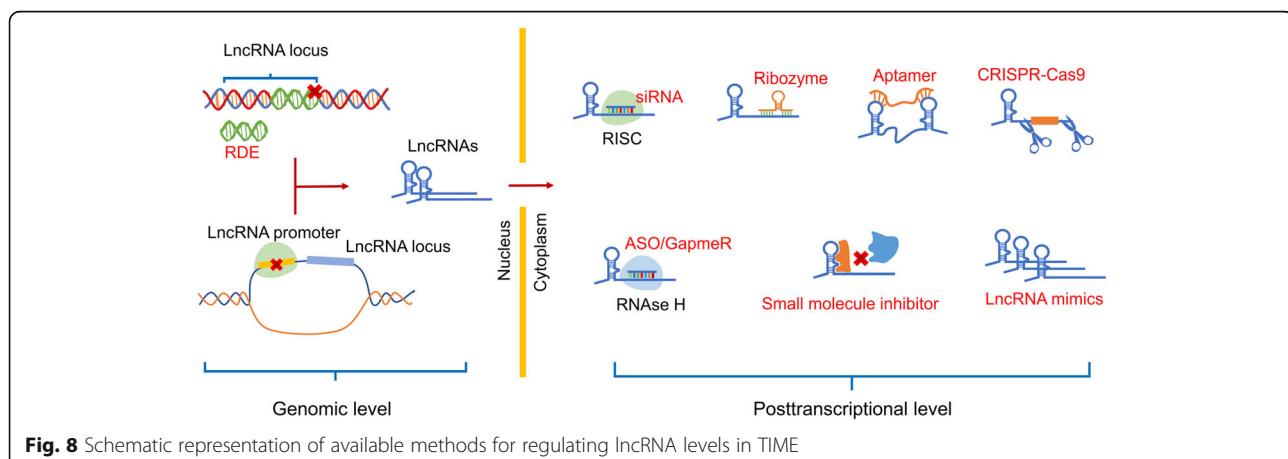 LncRNA locus
RDE
LncRNAs
LncRNA promoter
LncRNA locus
Genomic level
Nucleus
Cytoplasm
siRNA
RISC
Ribozyme
Aptamer
CRISPR-Cas9
ASO/GapmeR
RNAse H
Small molecule inhibitor
LncRNA mimics
Posttranscriptional level
Fig. 8 Schematic representation of available methods for regulating lncRNA levels in TIME